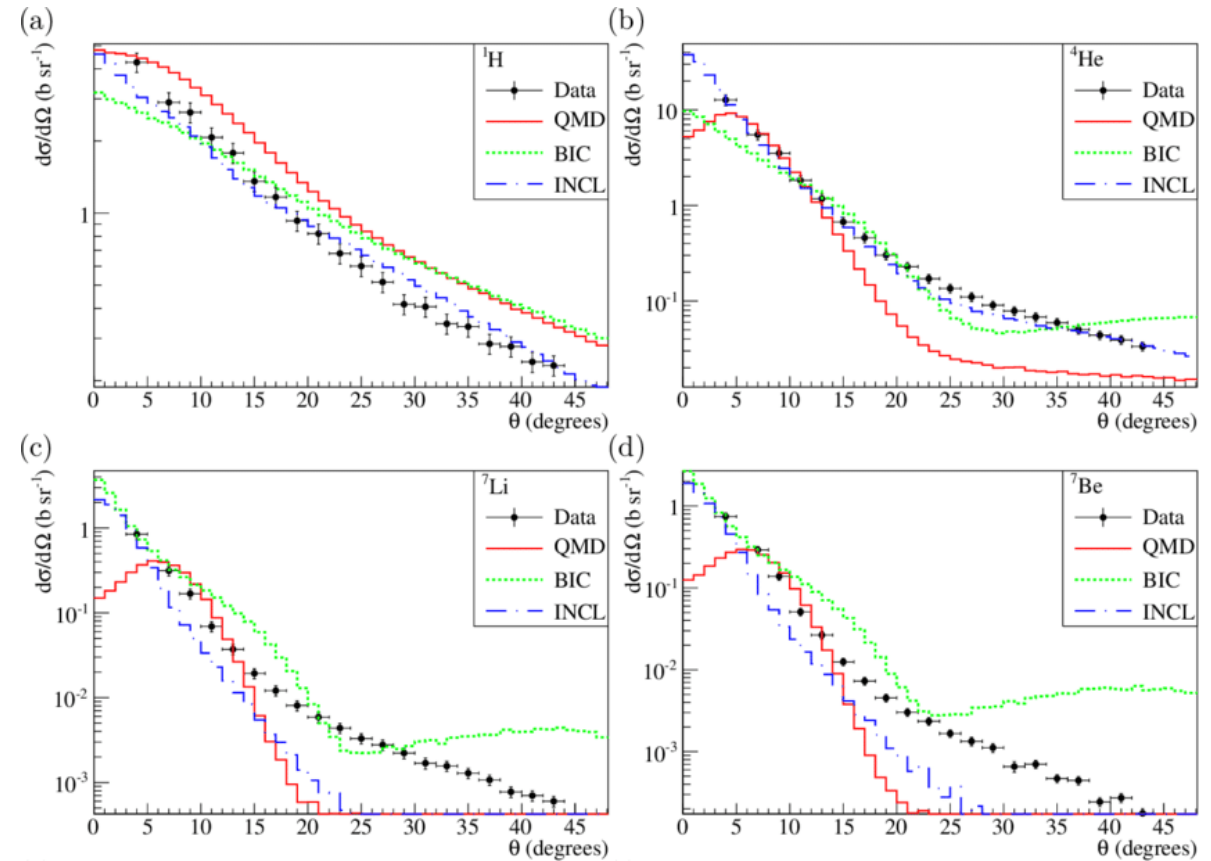 (a)
dσ/dΩ (b sr⁻¹)
¹H
Data
QMD
BIC
INCL
1
0 5 10 15 20 25 30 35 40 45
θ (degrees)
(b)
dσ/dΩ (b sr⁻¹)
⁴He
Data
QMD
BIC
INCL
10
1
10⁻¹
0 5 10 15 20 25 30 35 40 45
θ (degrees)
(c)
dσ/dΩ (b sr⁻¹)
⁷Li
Data
QMD
BIC
INCL
1
10⁻¹
10⁻²
10⁻³
0 5 10 15 20 25 30 35 40 45
θ (degrees)
(d)
dσ/dΩ (b sr⁻¹)
⁷Be
Data
QMD
BIC
INCL
1
10⁻¹
10⁻²
10⁻³
0 5 10 15 20 25 30 35 40 45
θ (degrees)